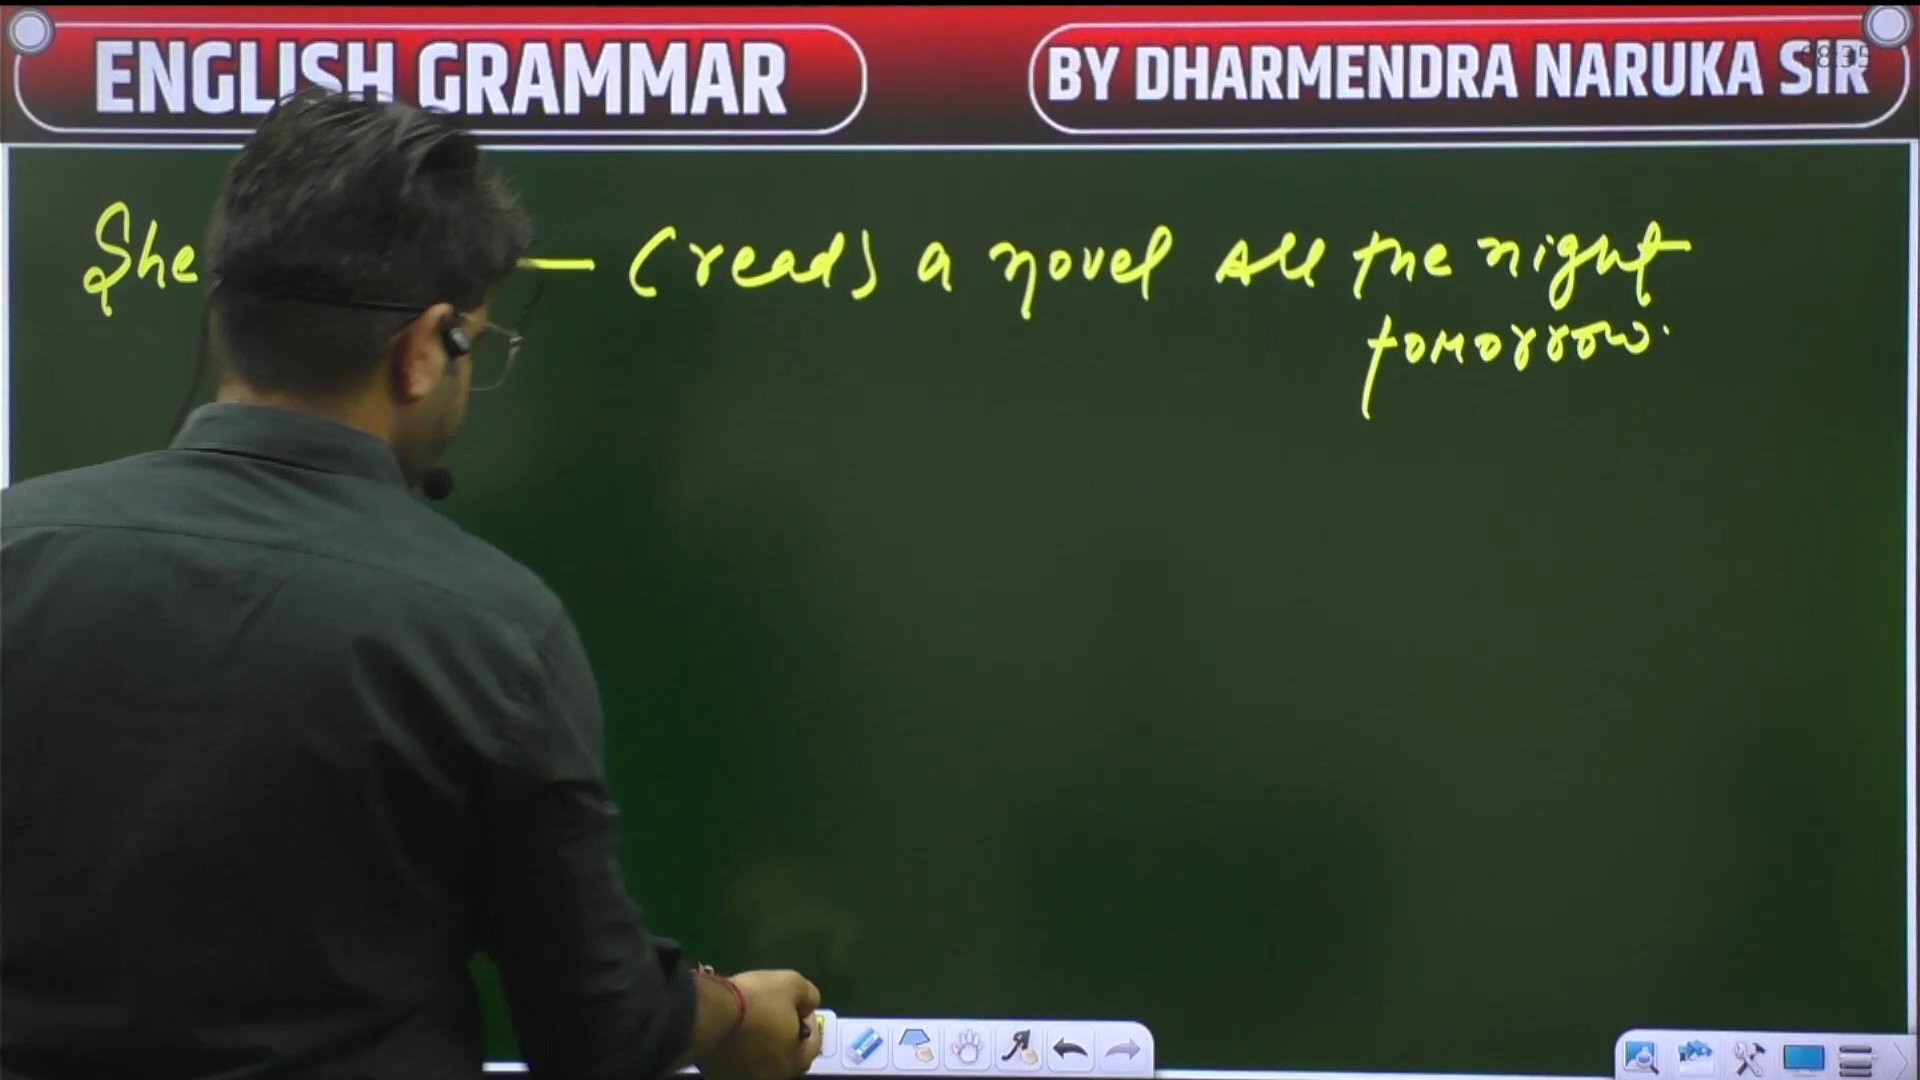 ENGLISH GRAMMAR
BY DHARMENDRA NARUKA SIR
She — (read) a novel all the night
tomorrow.